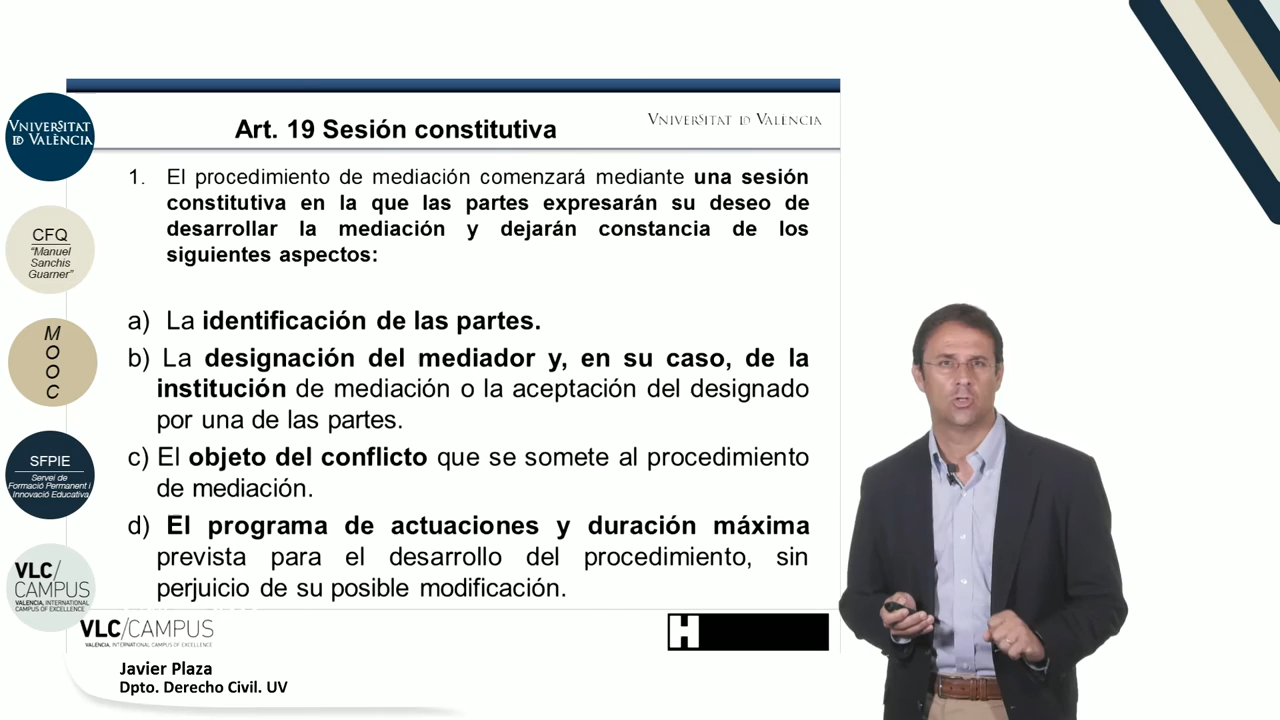 Art. 19 Sesión constitutiva
VNIVERSITAT ID VALÈNCIA
1. El procedimiento de mediación comenzará mediante una sesión
constitutiva en la que las partes expresarán su deseo de
desarrollar la mediación y dejarán constancia de los
siguientes aspectos:
a) La identificación de las partes.
b) La designación del mediador y, en su caso, de la
institución de mediación o la aceptación del designado
por una de las partes.
c) El objeto del conflicto que se somete al procedimiento
de mediación.
d) El programa de actuaciones y duración máxima
prevista para el desarrollo del procedimiento, sin
perjuicio de su posible modificación.
VNIVERSITAT
ID VALÈNCIA
CFQ
"Manuel
Sanchis
Guarner"
M
O
O
C
SFPIE
Servei de
Formació Permanent i
Innovació Educativa
VLC/
CAMPUS
VALENCIA, INTERNATIONAL
CAMPUS OF EXCELLENCE
VLC/CAMPUS
VALENCIA, INTERNATIONAL CAMPUS OF EXCELLENCE
H
Javier Plaza
Dpto. Derecho Civil. UV